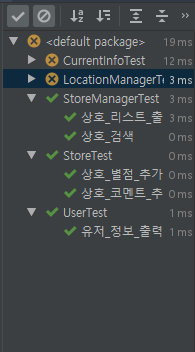 <default package> 19 ms
CurrentInfoTest 12 ms
LocationManagerTe 3 ms
StoreManagerTest 3 ms
상호_리스트_출 3 ms
상호_검색 0 ms
StoreTest 0 ms
상호_별점_추가 0 ms
상호_코멘트_추 0 ms
UserTest 1 ms
유저_정보_출력 1 ms